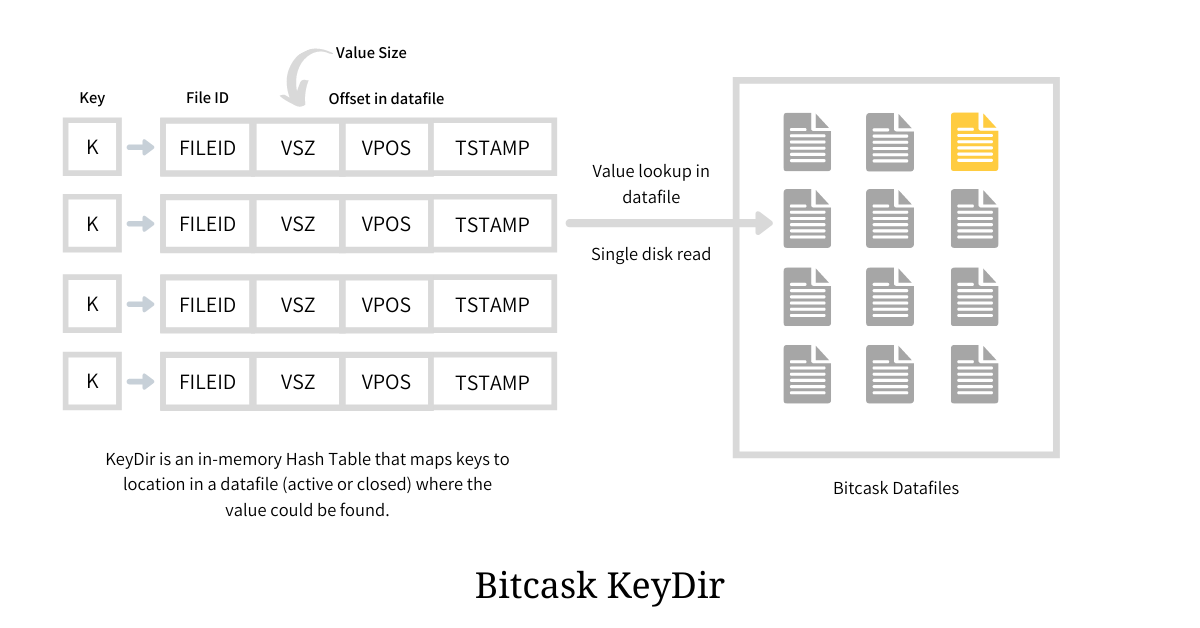 Value Size
Key
File ID
Offset in datafile
K
FILEID
VSZ
VPOS
TSTAMP
K
FILEID
VSZ
VPOS
TSTAMP
K
FILEID
VSZ
VPOS
TSTAMP
K
FILEID
VSZ
VPOS
TSTAMP
Value lookup in
datafile
Single disk read
KeyDir is an in-memory Hash Table that maps keys to
location in a datafile (active or closed) where the
value could be found.
Bitcask Datafiles
Bitcask KeyDir